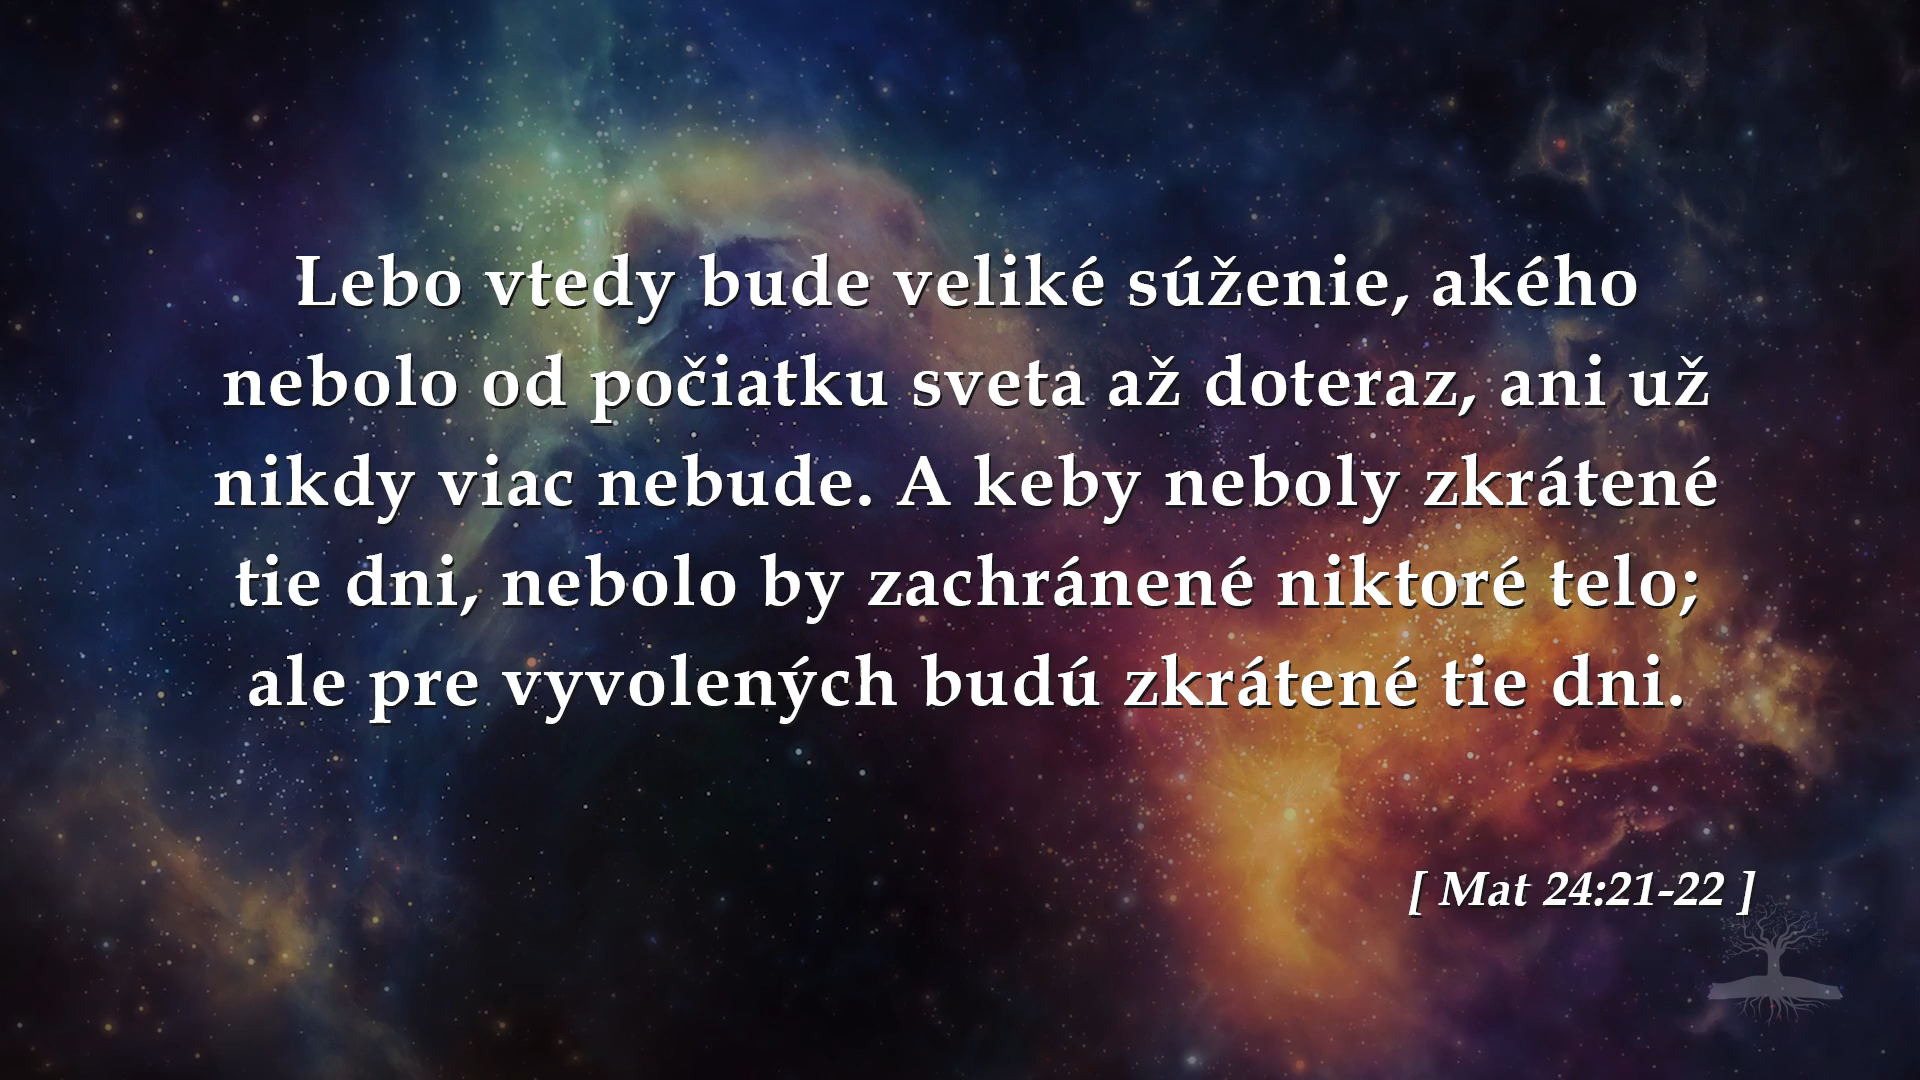 Lebo vtedy bude veliké súženie, akého
nebolo od počiatku sveta až doteraz, ani už
nikdy viac nebude. A keby neboly zkrátené
tie dni, nebolo by zachránené niktoré telo;
ale pre vyvolených budú zkrátené tie dni.
[ Mat 24:21-22 ]